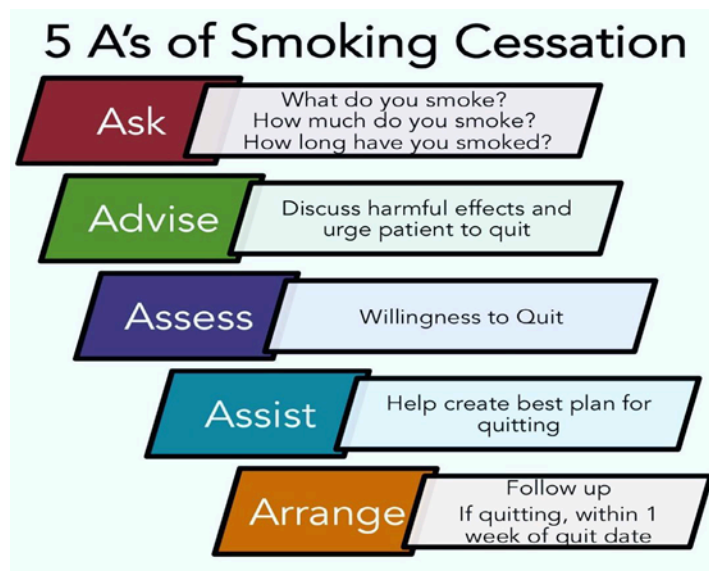 5 A's of Smoking Cessation
Ask
What do you smoke?
How much do you smoke?
How long have you smoked?
Advise
Discuss harmful effects and
urge patient to quit
Assess
Willingness to Quit
Assist
Help create best plan for
quitting
Arrange
Follow up
If quitting, within 1
week of quit date